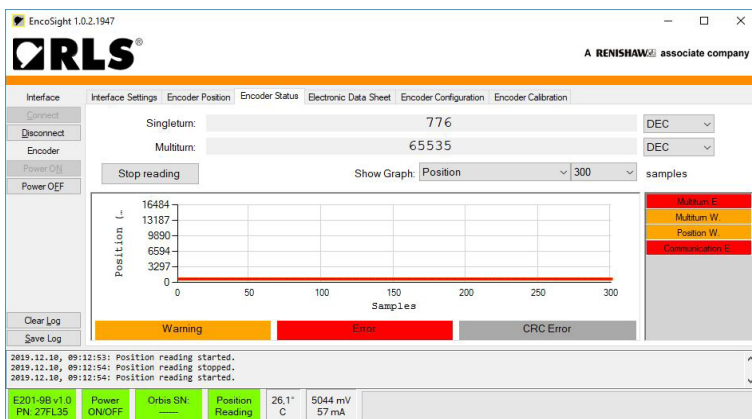 EncoSight 1.0.2.1947
RLS®
A RENISHAW associate company
Interface
Connect
Disconnect
Encoder
Power ON
Power OFF
Clear Log
Save Log
Interface Settings Encoder Position Encoder Status Electronic Data Sheet Encoder Configuration Encoder Calibration
Singleturn: 776 DEC
Multiturn: 65535 DEC
Stop reading Show Graph: Position 300 samples
Position (…
16484
13187
9890
6594
3297
0
0 50 100 150 200 250 300
Samples
Multiturn E.
Multiturn W.
Position W.
Communication E
Warning Error CRC Error
2019.12.10, 09:12:53: Position reading started.
2019.12.10, 09:12:54: Position reading stopped.
2019.12.10, 09:12:54: Position reading started.
E201-9B v1.0
PN: 27FL35
Power
ON/OFF
Orbis SN:
------
Position
Reading
26,1°
C
5044 mV
57 mA